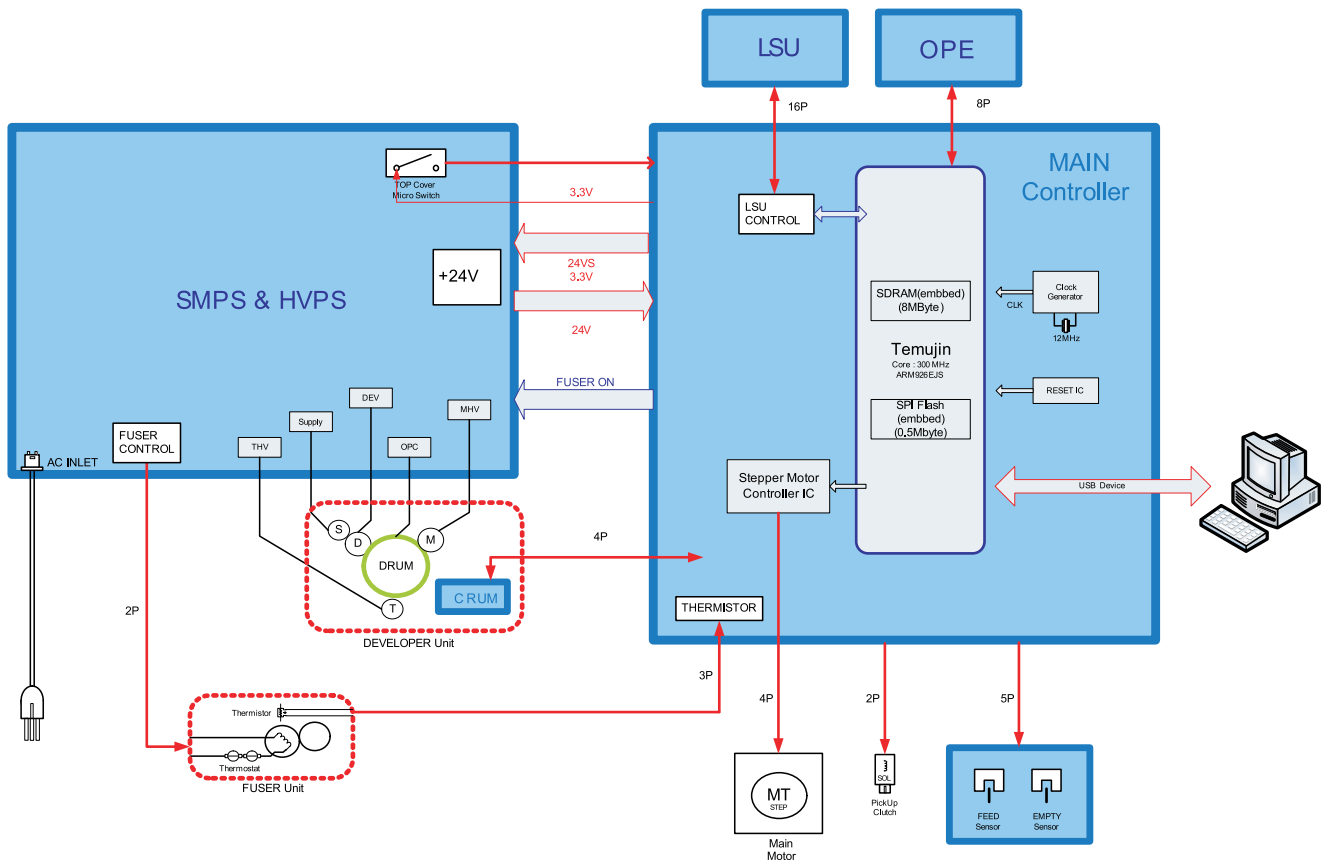 LSU
OPE
16P
8P
MAIN
Controller
TOP Cover
Micro Switch
3.3V
LSU
CONTROL
+24V
24VS
3.3V
24V
SMPS & HVPS
SDRAM(embbed)
(8MByte)
CLK
Clock
Generator
12MHz
Temujin
Core : 300 MHz
ARM926EJS
RESET IC
SPI Flash
(embbed)
(0.5Mbyte)
FUSER ON
DEV
MHV
Supply
FUSER
CONTROL
THV
OPC
AC INLET
Stepper Motor
Controller IC
USB Device
S
D
M
DRUM
4P
CRUM
T
THERMISTOR
DEVELOPER Unit
2P
3P
4P
2P
5P
Thermistor
Thermostat
FUSER Unit
MT
STEP
Main
Motor
SOL
PickUp
Clutch
FEED
Sensor
EMPTY
Sensor